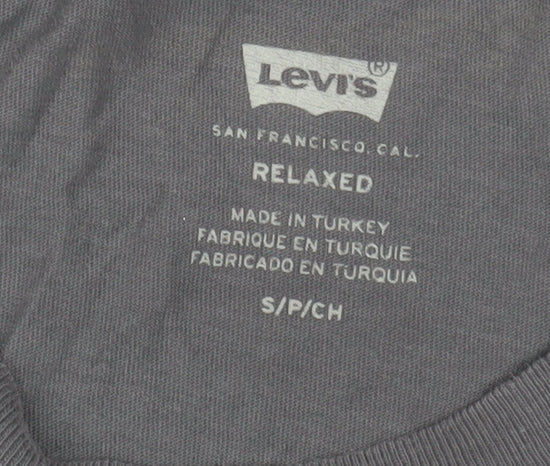 LEVI'S ®
SAN FRANCISCO, CAL.
RELAXED
MADE IN TURKEY
FABRIQUE EN TURQUIE
FABRICADO EN TURQUIA
S/P/CH